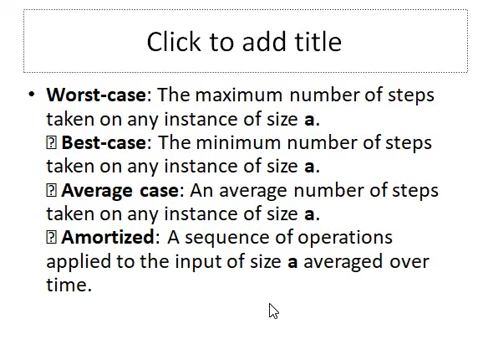 Click to add title
• Worst-case: The maximum number of steps
taken on any instance of size a.
⍰ Best-case: The minimum number of steps
taken on any instance of size a.
⍰ Average case: An average number of steps
taken on any instance of size a.
⍰ Amortized: A sequence of operations
applied to the input of size a averaged over
time.